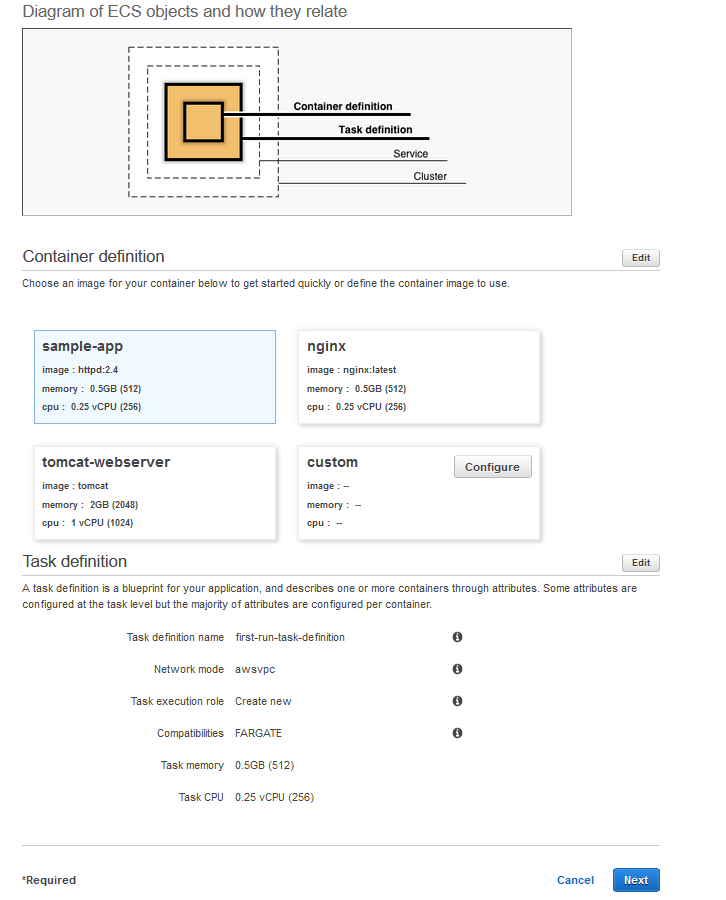 Diagram of ECS objects and how they relate
Container definition
Task definition
Service
Cluster
Container definition
Edit
Choose an image for your container below to get started quickly or define the container image to use.
sample-app
image : httpd:2.4
memory : 0.5GB (512)
cpu : 0.25 vCPU (256)
nginx
image : nginx:latest
memory : 0.5GB (512)
cpu : 0.25 vCPU (256)
tomcat-webserver
image : tomcat
memory : 2GB (2048)
cpu : 1 vCPU (1024)
custom
Configure
image : --
memory : --
cpu : --
Task definition
Edit
A task definition is a blueprint for your application, and describes one or more containers through attributes. Some attributes are
configured at the task level but the majority of attributes are configured per container.
Task definition name first-run-task-definition
Network mode awsvpc
Task execution role Create new
Compatibilities FARGATE
Task memory 0.5GB (512)
Task CPU 0.25 vCPU (256)
*Required
Cancel
Next